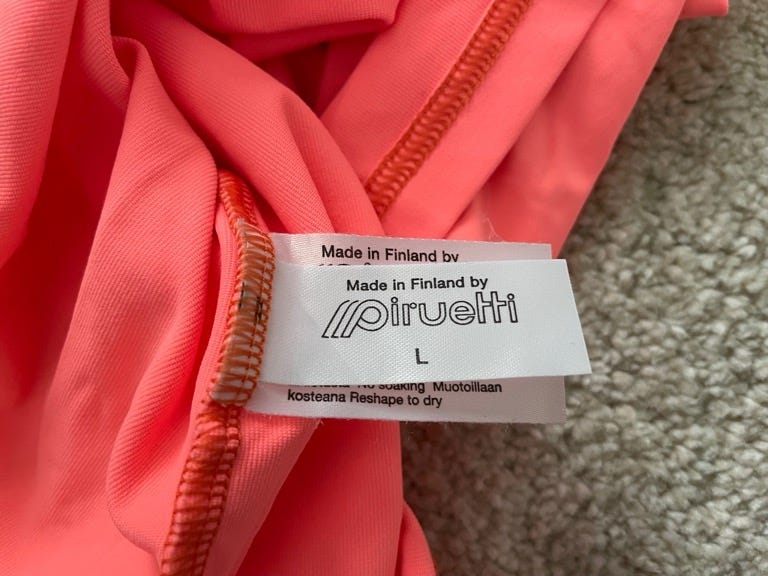 Made in Finland by
Made in Finland by
piruetti
L
No soaking Muotoillaan
kosteana Reshape to dry